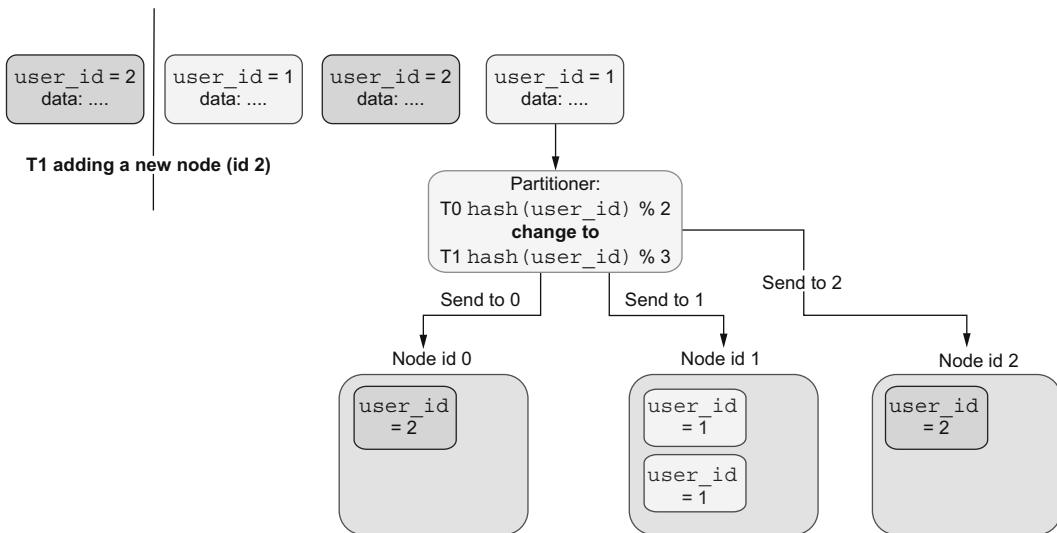 user_id = 2
data: ....
user_id = 1
data: ....
user_id = 2
data: ....
user_id = 1
data: ....
T1 adding a new node (id 2)
Partitioner:
T0 hash(user_id) % 2
change to
T1 hash(user_id) % 3
Send to 0
Send to 1
Send to 2
Node id 0
Node id 1
Node id 2
user_id
= 2
user_id
= 1
user_id
= 1
user_id
= 2